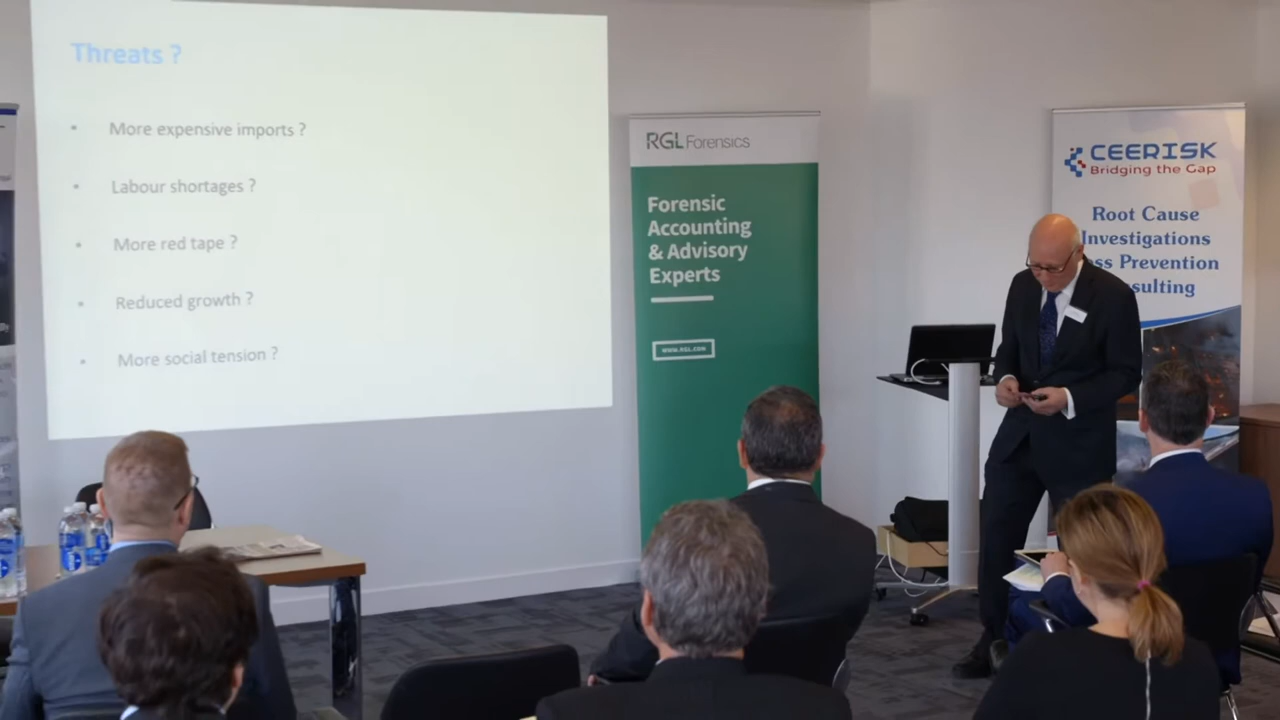 Threats ?
• More expensive imports ?
• Labour shortages ?
• More red tape ?
• Reduced growth ?
• More social tension ?
RGL Forensics
Forensic
Accounting
& Advisory
Experts
WWW.RGL.COM
CEERISK
Bridging the Gap
Root Cause
Investigations
Prevention